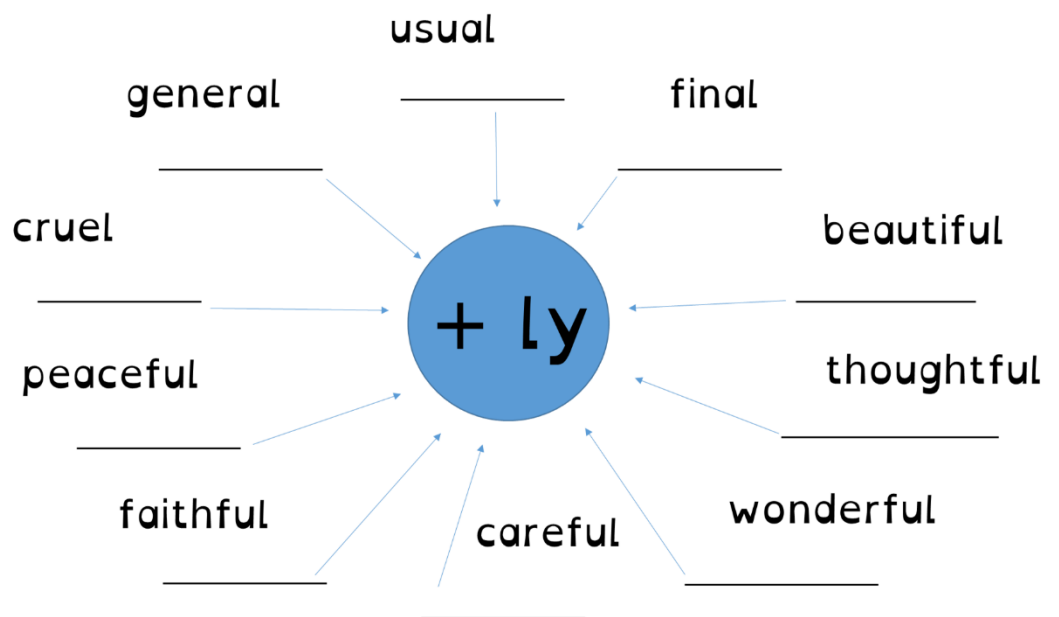 usual
general
final
cruel
beautiful
+ ly
peaceful
thoughtful
faithful
careful
wonderful